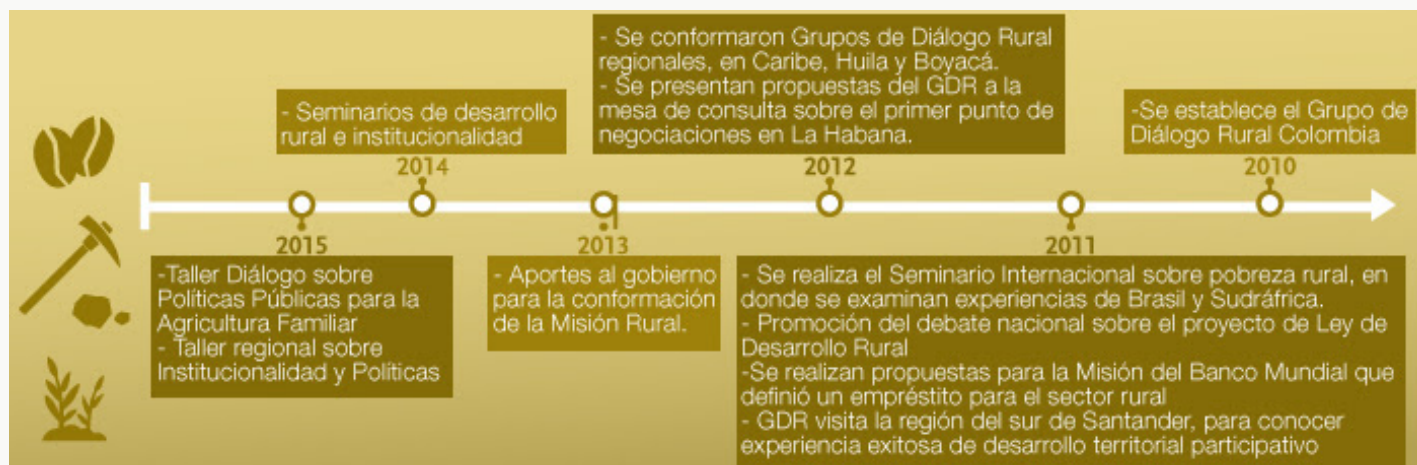 - Seminarios de desarrollo
rural e institucionalidad
2014
- Se conformaron Grupos de Diálogo Rural
regionales, en Caribe, Huila y Boyacá.
- Se presentan propuestas del GDR a la
mesa de consulta sobre el primer punto de
negociaciones en La Habana.
2012
-Se establece el Grupo de
Diálogo Rural Colombia
2010
2015
-Taller Diálogo sobre
Políticas Públicas para la
Agricultura Familiar
- Taller regional sobre
Institucionalidad y Políticas
2013
- Aportes al gobierno
para la conformación
de la Misión Rural.
2011
- Se realiza el Seminario Internacional sobre pobreza rural, en
donde se examinan experiencias de Brasil y Sudráfrica.
- Promoción del debate nacional sobre el proyecto de Ley de
Desarrollo Rural
-Se realizan propuestas para la Misión del Banco Mundial que
definió un empréstito para el sector rural
- GDR visita la región del sur de Santander, para conocer
experiencia exitosa de desarrollo territorial participativo